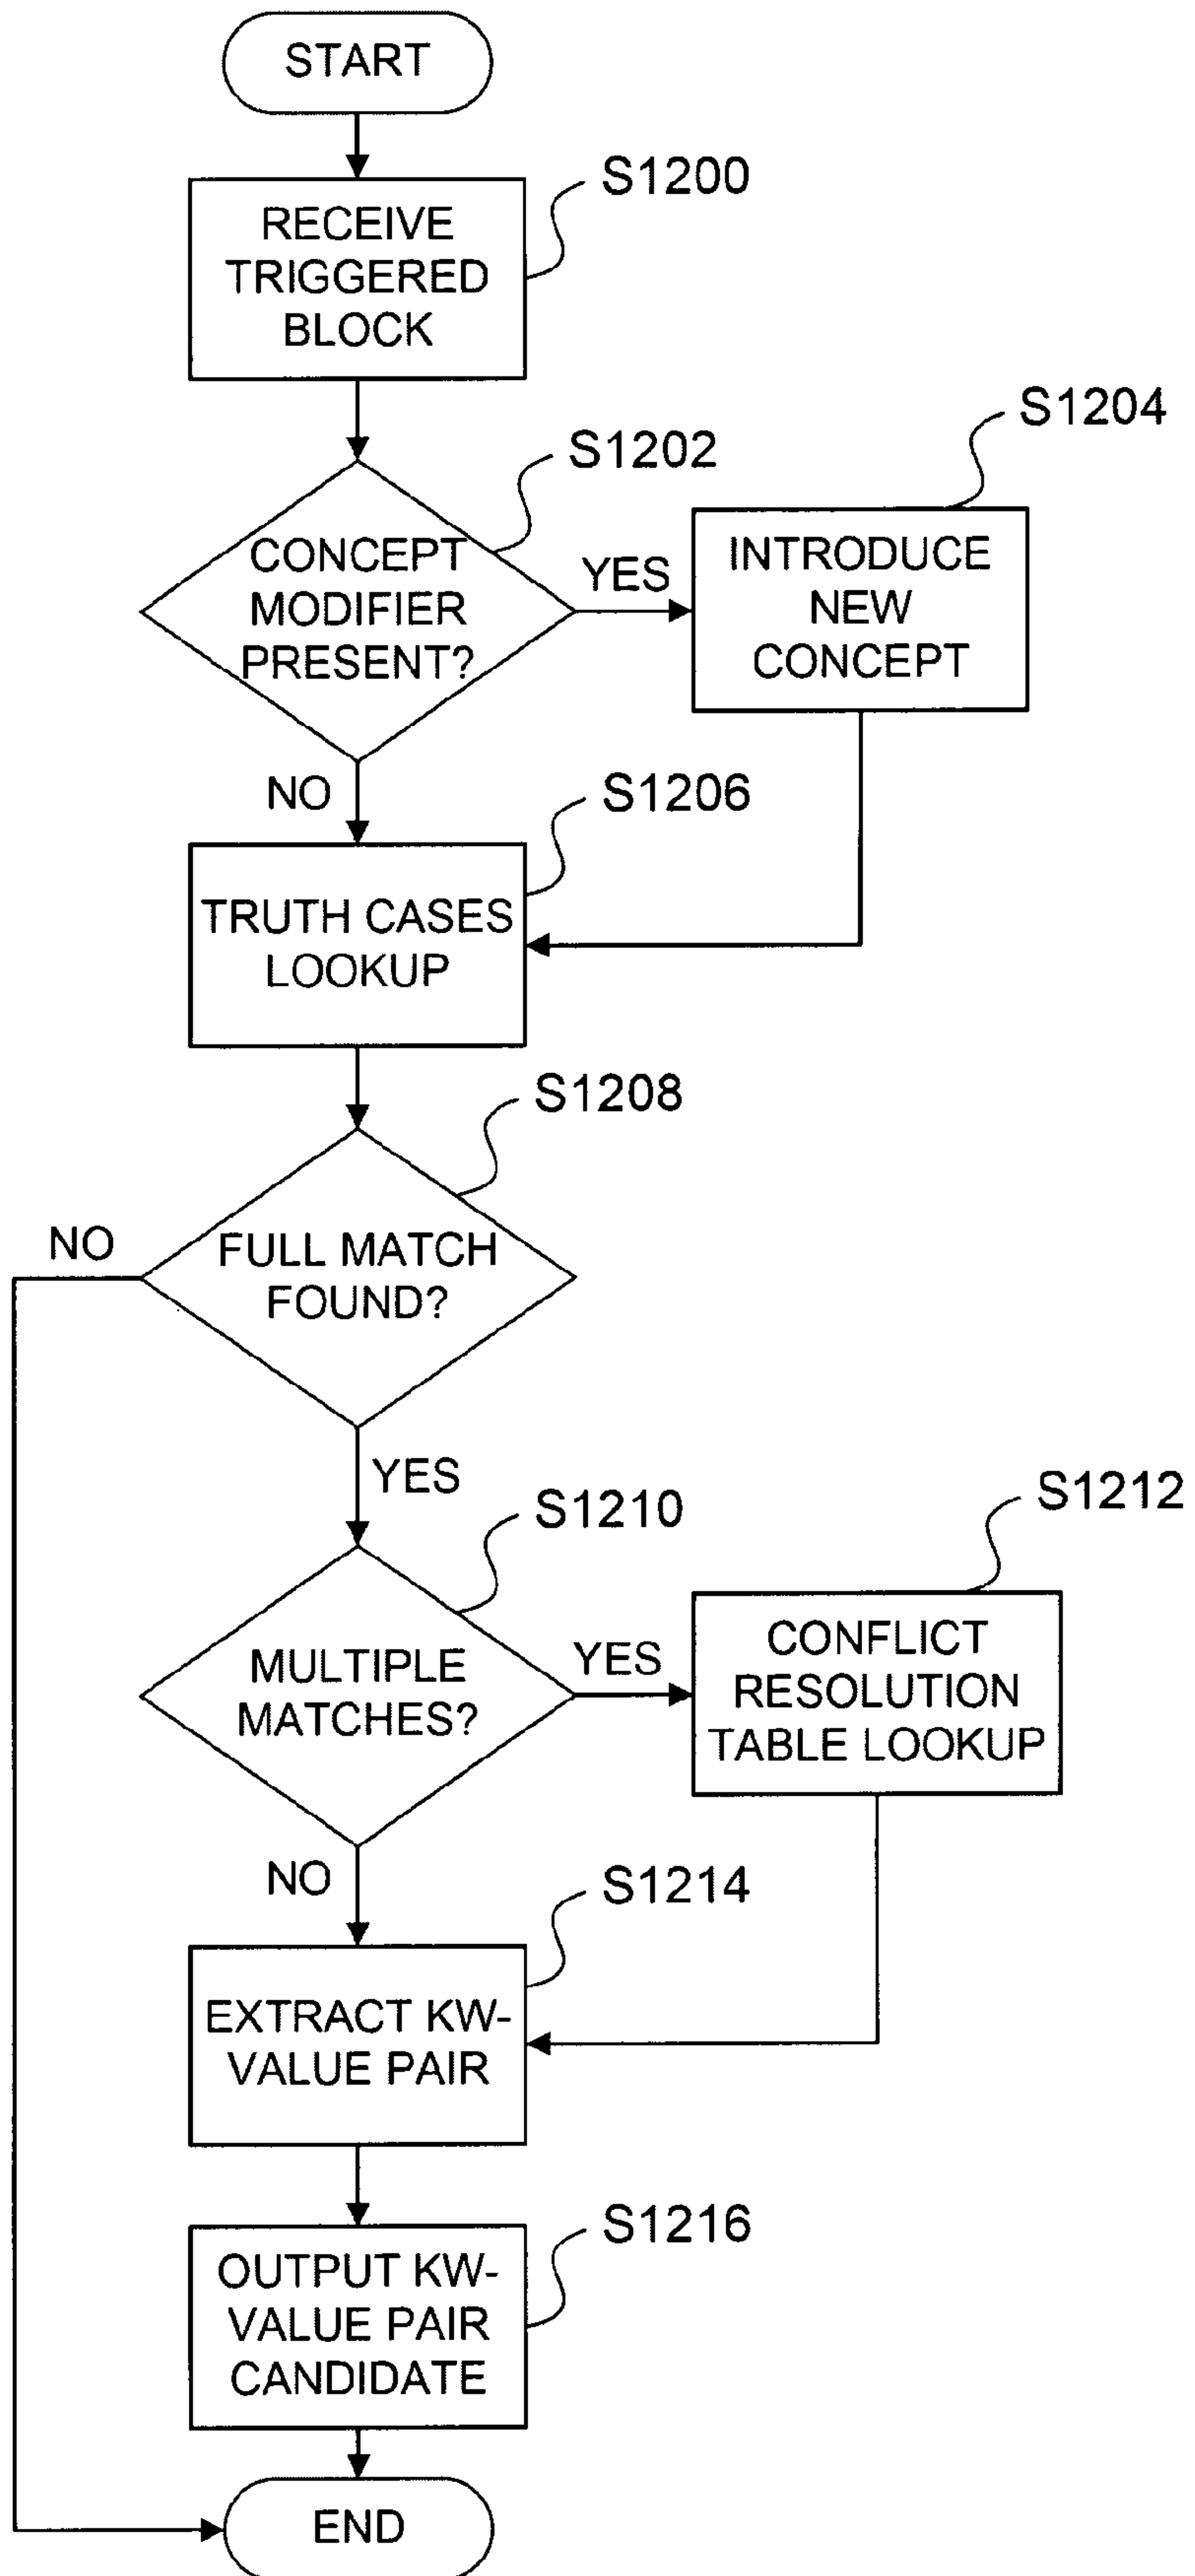 START
S1200
RECEIVE
TRIGGERED
BLOCK
S1204
S1202
CONCEPT
MODIFIER
PRESENT?
YES
INTRODUCE
NEW
CONCEPT
NO
S1206
TRUTH CASES
LOOKUP
S1208
NO
FULL MATCH
FOUND?
YES
S1210
S1212
MULTIPLE
MATCHES?
YES
CONFLICT
RESOLUTION
TABLE LOOKUP
NO
S1214
EXTRACT KW-
VALUE PAIR
S1216
OUTPUT KW-
VALUE PAIR
CANDIDATE
END